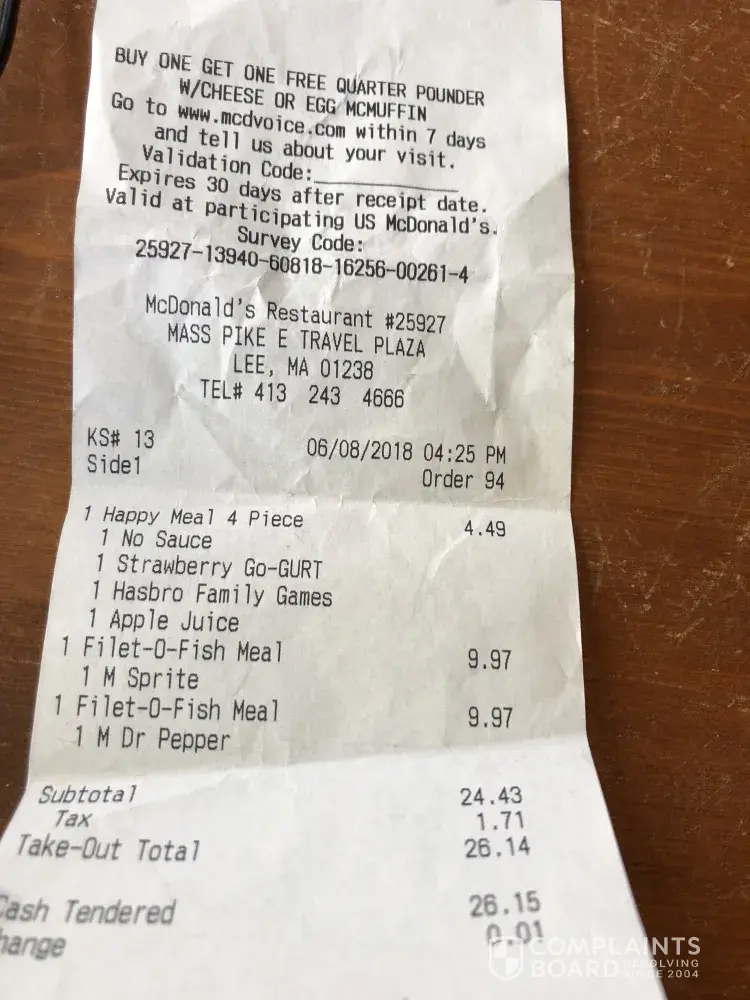 BUY ONE GET ONE FREE QUARTER POUNDER
W/CHEESE OR EGG MCMUFFIN
Go to www.mcdvoice.com within 7 days
and tell us about your visit.
Validation Code:
Expires 30 days after receipt date.
Valid at participating US McDonald's.
Survey Code:
25927-13940-60818-16256-00261-4
McDonald's Restaurant #25927
MASS PIKE E TRAVEL PLAZA
LEE, MA 01238
TEL# 413 243 4666
KS# 13 06/08/2018 04:25 PM
Side1 Order 94
1 Happy Meal 4 Piece 4.49
1 No Sauce
1 Strawberry Go-GURT
1 Hasbro Family Games
1 Apple Juice
1 Filet-O-Fish Meal 9.97
1 M Sprite
1 Filet-O-Fish Meal 9.97
1 M Dr Pepper
Subtotal 24.43
Tax 1.71
Take-Out Total 26.14
Cash Tendered 26.15
hange 0.01
COMPLAINTS
BOARD RESOLVING
SINCE 2004